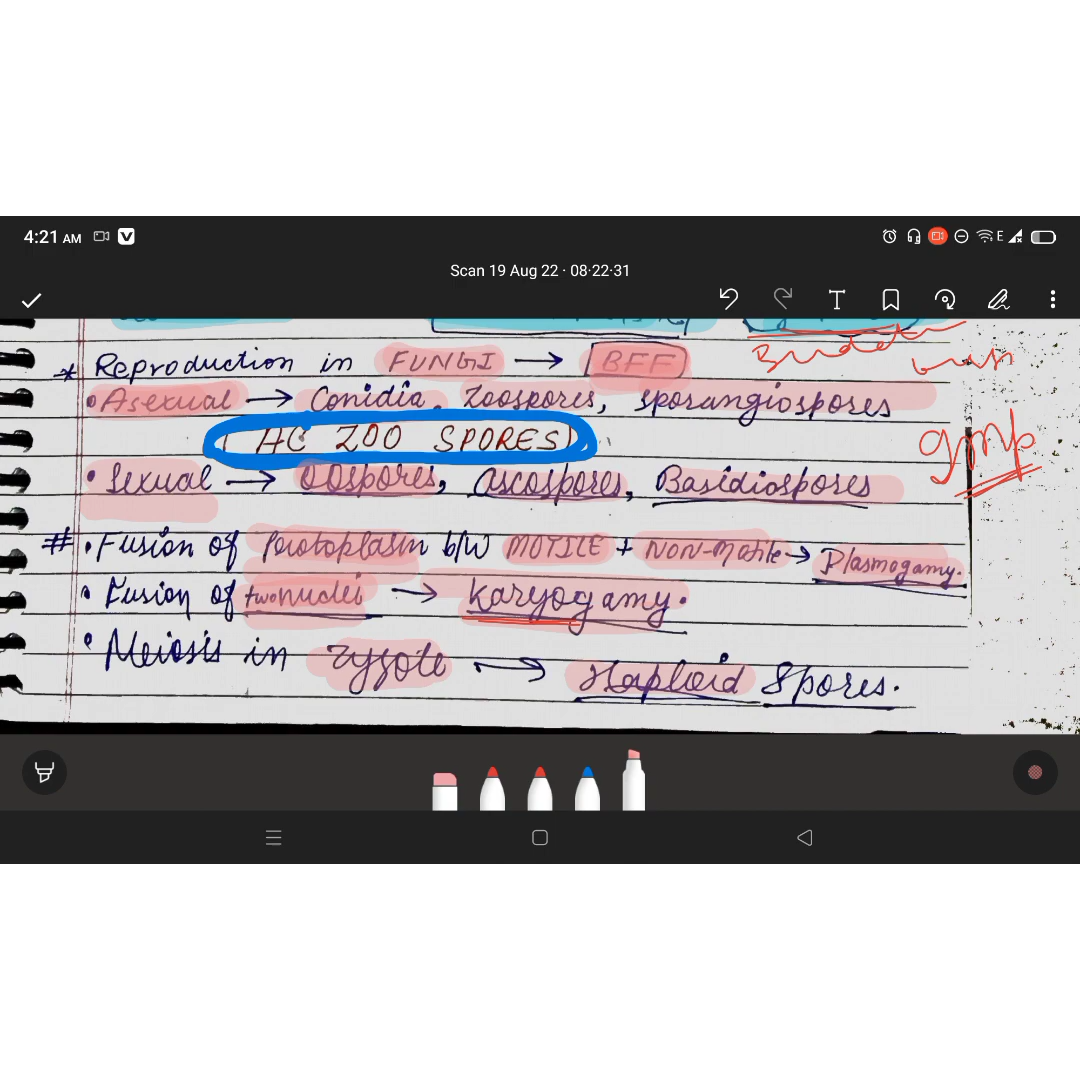 4:21 AM
E
Scan 19 Aug 22 · 08-22-31
T
* Reproduction in FUNGI → BFF
• Asexual → Conidia, Zoospores, sporangiospores
(AC ZOO SPORES)
gmp
• Sexual → Oospores, Ascospores, Basidiospores
# • Fusion of Protoplasm b/w MOTILE + NON-Motile → Plasmogamy.
• Fusion of two nuclei → Karyogamy.
• Meiosis in zygote → Haploid Spores.